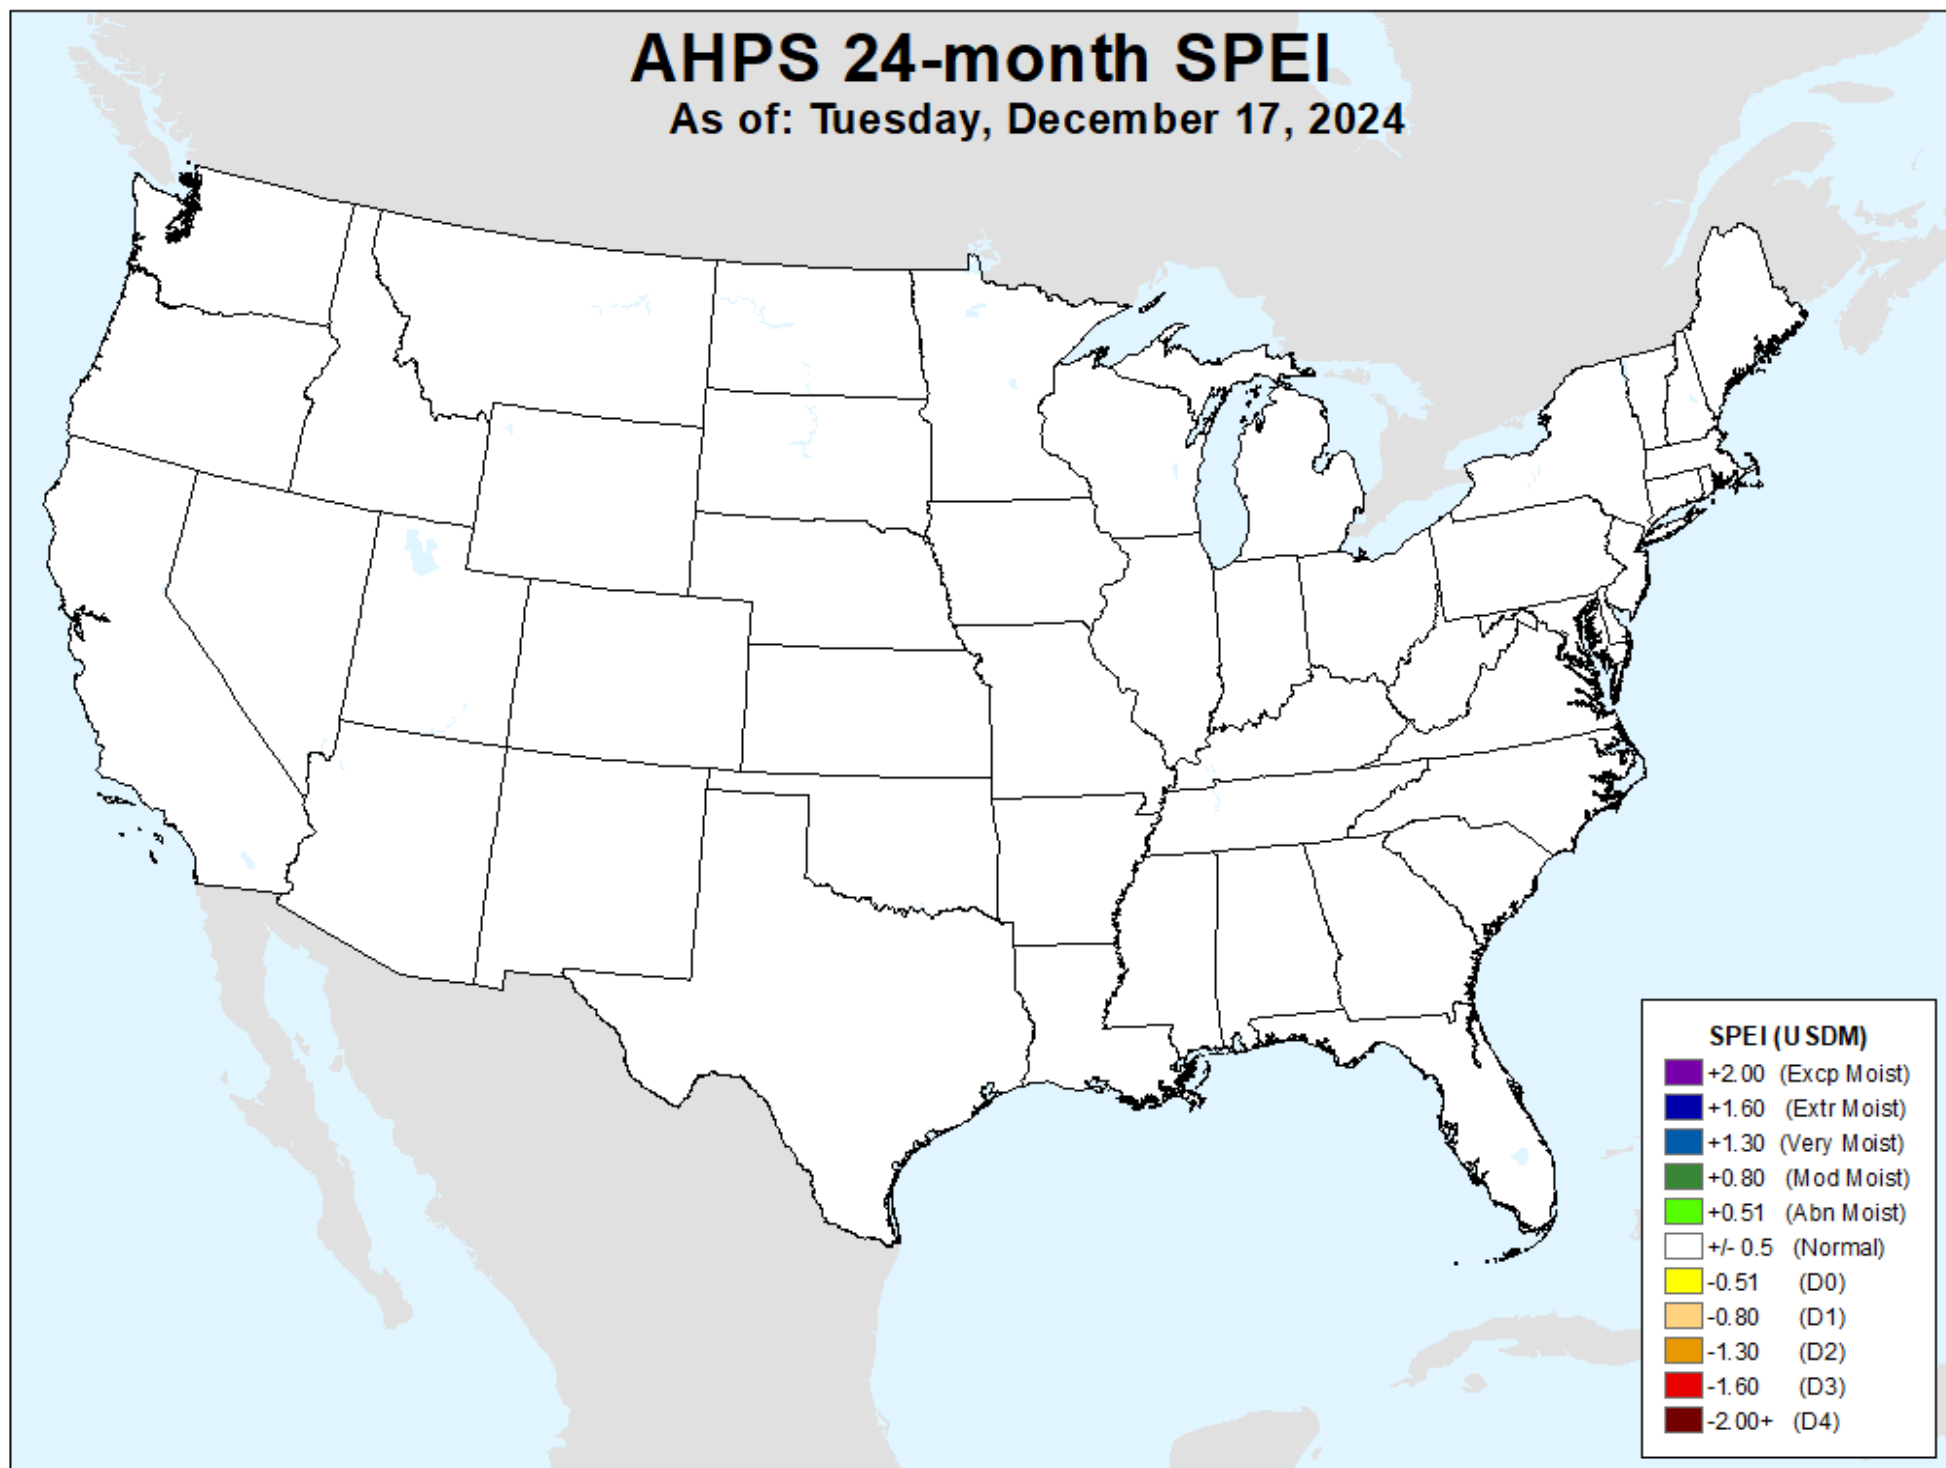 AHPS 24-month SPEI
As of: Tuesday, December 17, 2024
SPEI (USDM)
+2.00 (Excp Moist)
+1.60 (Extr Moist)
+1.30 (Very Moist)
+0.80 (Mod Moist)
+0.51 (Abn Moist)
+/- 0.5 (Normal)
-0.51 (D0)
-0.80 (D1)
-1.30 (D2)
-1.60 (D3)
-2.00+ (D4)